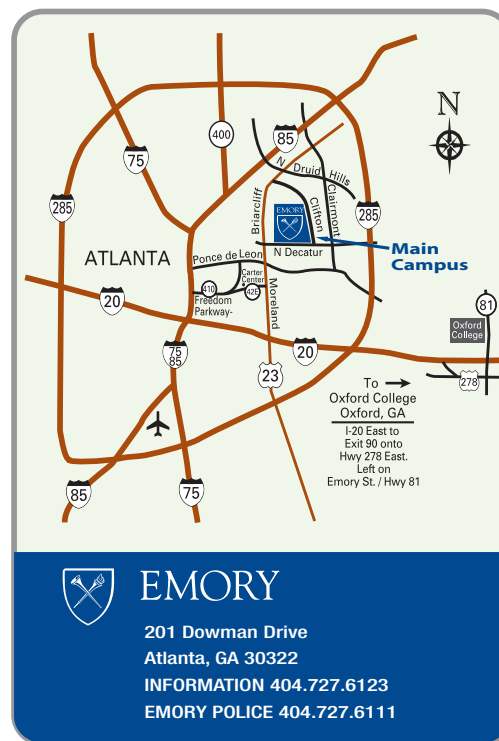 N
400
85
75
N Druid Hills
285
Briarcliff
EMORY
Clifton
Clairmont
285
ATLANTA
Ponce de Leon
N Decatur
Main
Campus
Carter
Center
410
42E
Freedom
Parkway-
Moreland
20
81
Oxford
College
75
85
20
23
278
To
Oxford College
Oxford, GA
I-20 East to
Exit 90 onto
Hwy 278 East.
Left on
Emory St. / Hwy 81
85
75
EMORY
201 Dowman Drive
Atlanta, GA 30322
INFORMATION 404.727.6123
EMORY POLICE 404.727.6111